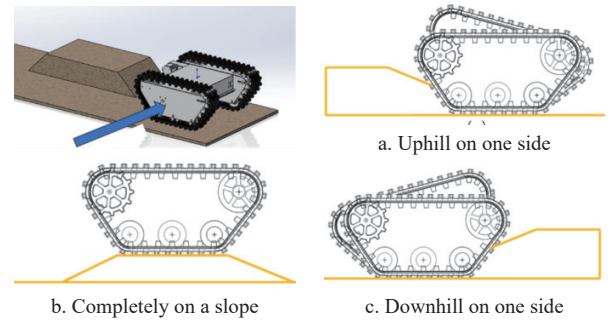 a. Uphill on one side
b. Completely on a slope
c. Downhill on one side